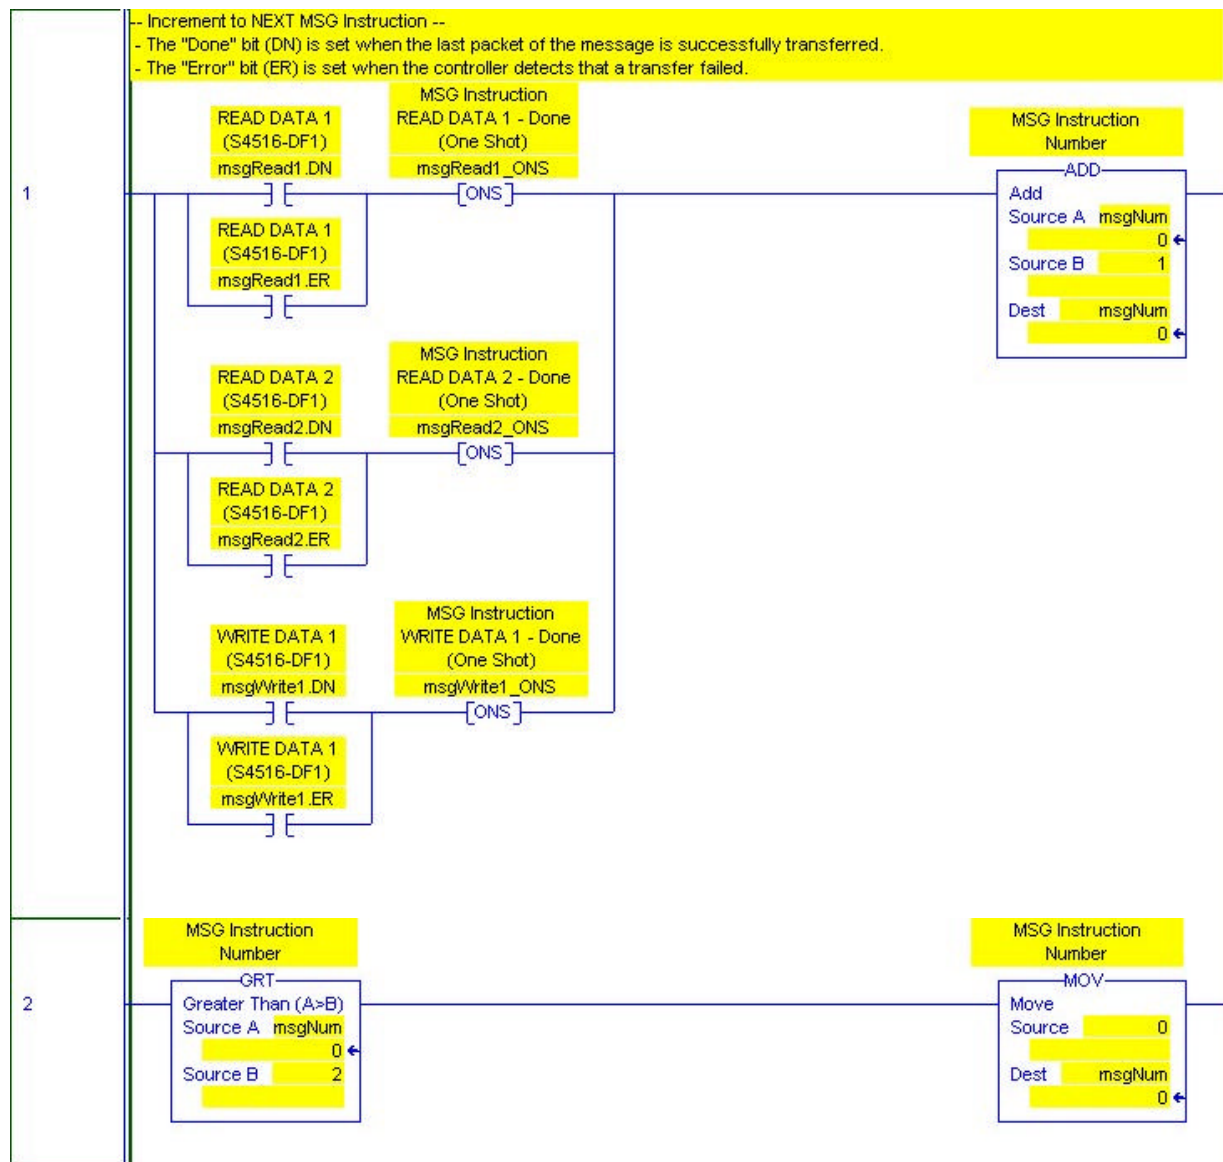 -- Increment to NEXT MSG Instruction --
- The "Done" bit (DN) is set when the last packet of the message is successfully transferred.
- The "Error" bit (ER) is set when the controller detects that a transfer failed.
1
READ DATA 1
(S4516-DF1)
msgRead1.DN
MSG Instruction
READ DATA 1 - Done
(One Shot)
msgRead1_ONS
ONS
READ DATA 1
(S4516-DF1)
msgRead1.ER
MSG Instruction
Number
ADD
Add
Source A msgNum
0
Source B 1
Dest msgNum
0
READ DATA 2
(S4516-DF1)
msgRead2.DN
MSG Instruction
READ DATA 2 - Done
(One Shot)
msgRead2_ONS
ONS
READ DATA 2
(S4516-DF1)
msgRead2.ER
WRITE DATA 1
(S4516-DF1)
msgWrite1.DN
MSG Instruction
WRITE DATA 1 - Done
(One Shot)
msgWrite1_ONS
ONS
WRITE DATA 1
(S4516-DF1)
msgWrite1.ER
2
MSG Instruction
Number
GRT
Greater Than (A>B)
Source A msgNum
0
Source B 2
MSG Instruction
Number
MOV
Move
Source 0
Dest msgNum
0